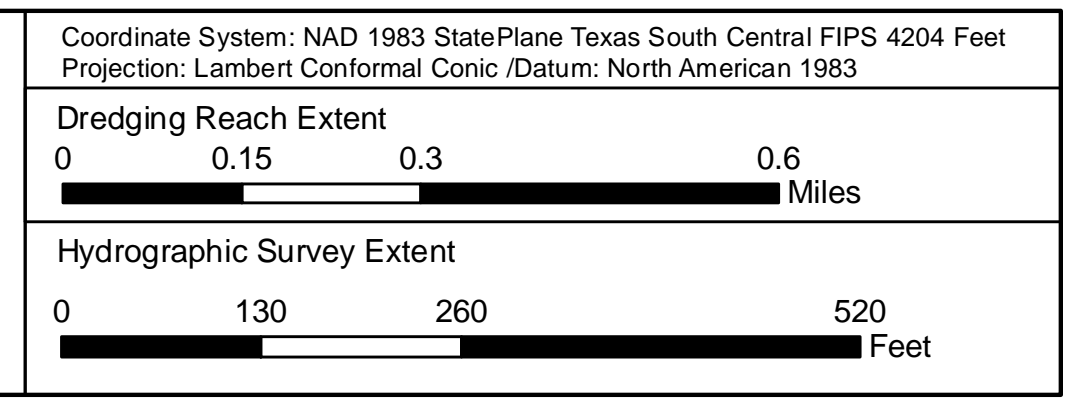 Coordinate System: NAD 1983 StatePlane Texas South Central FIPS 4204 Feet
Projection: Lambert Conformal Conic /Datum: North American 1983
Dredging Reach Extent
0 0.15 0.3 0.6
Miles
Hydrographic Survey Extent
0 130 260 520
Feet